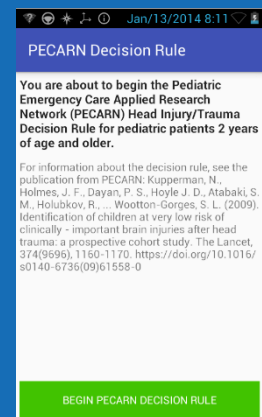 Jan/13/2014 8:11
PECARN Decision Rule
You are about to begin the Pediatric
Emergency Care Applied Research
Network (PECARN) Head Injury/Trauma
Decision Rule for pediatric patients 2 years
of age and older.
For information about the decision rule, see the
publication from PECARN: Kupperman, N.,
Holmes, J. F., Dayan, P. S., Hoyle J. D., Atabaki, S.
M., Holubkov, R., ... Wootton-Gorges, S. L. (2009).
Identification of children at very low risk of
clinically - important brain injuries after head
trauma: a prospective cohort study. The Lancet,
374(9696), 1160-1170. https://doi.org/10.1016/
s0140-6736(09)61558-0
BEGIN PECARN DECISION RULE